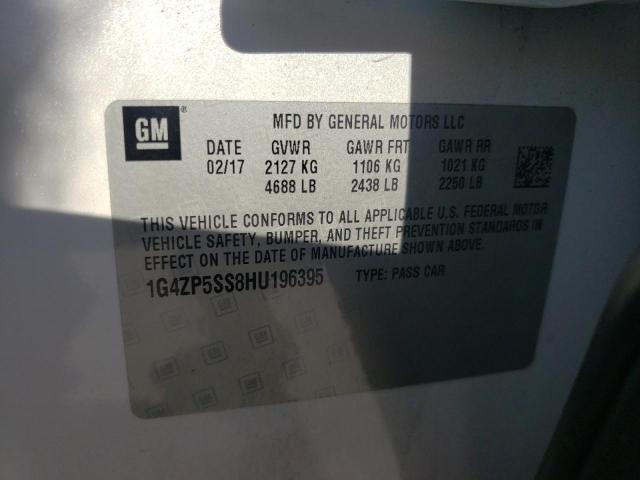 GM ®
MFD BY GENERAL MOTORS LLC
DATE GVWR GAWR FRT GAWR RR
02/17 2127 KG 1106 KG 1021 KG
4688 LB 2438 LB 2250 LB
THIS VEHICLE CONFORMS TO ALL APPLICABLE U.S. FEDERAL MOTOR
VEHICLE SAFETY, BUMPER, AND THEFT PREVENTION STANDARDS IN
EFFECT ON THE DATE OF MANUFACTURE SHOWN ABOVE.
1G4ZP5SS8HU196395 TYPE: PASS CAR